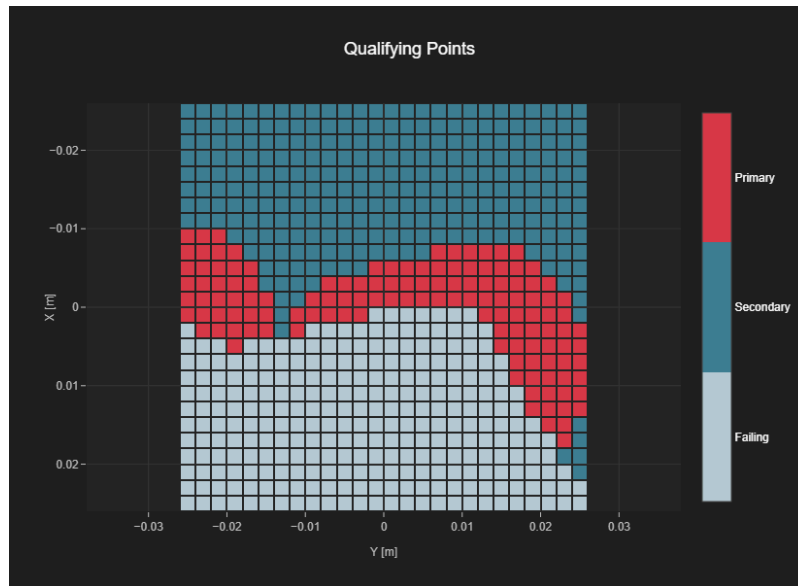 Qualifying Points
−0.02
−0.01
0
0.01
0.02
X [m]
−0.03
−0.02
−0.01
0
0.01
0.02
0.03
Y [m]
Primary
Secondary
Failing